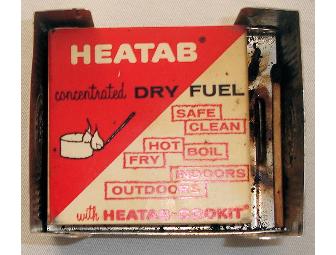 HEATAB®
concentrated DRY FUEL
SAFE
CLEAN
HOT BOIL
FRY
INDOORS
OUTDOORS
with HEATAB COOKIT®